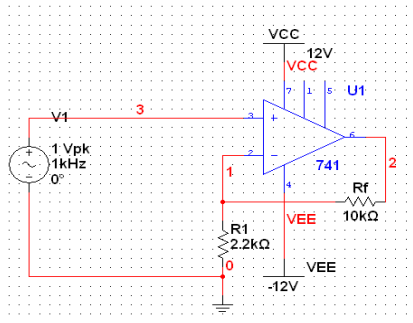 VCC
12V
VCC
U1
7
1
5
3
V1
3
+
6
1 Vpk
1kHz
0°
2
−
741
2
1
4
Rf
10kΩ
VEE
R1
2.2kΩ
0
VEE
-12V